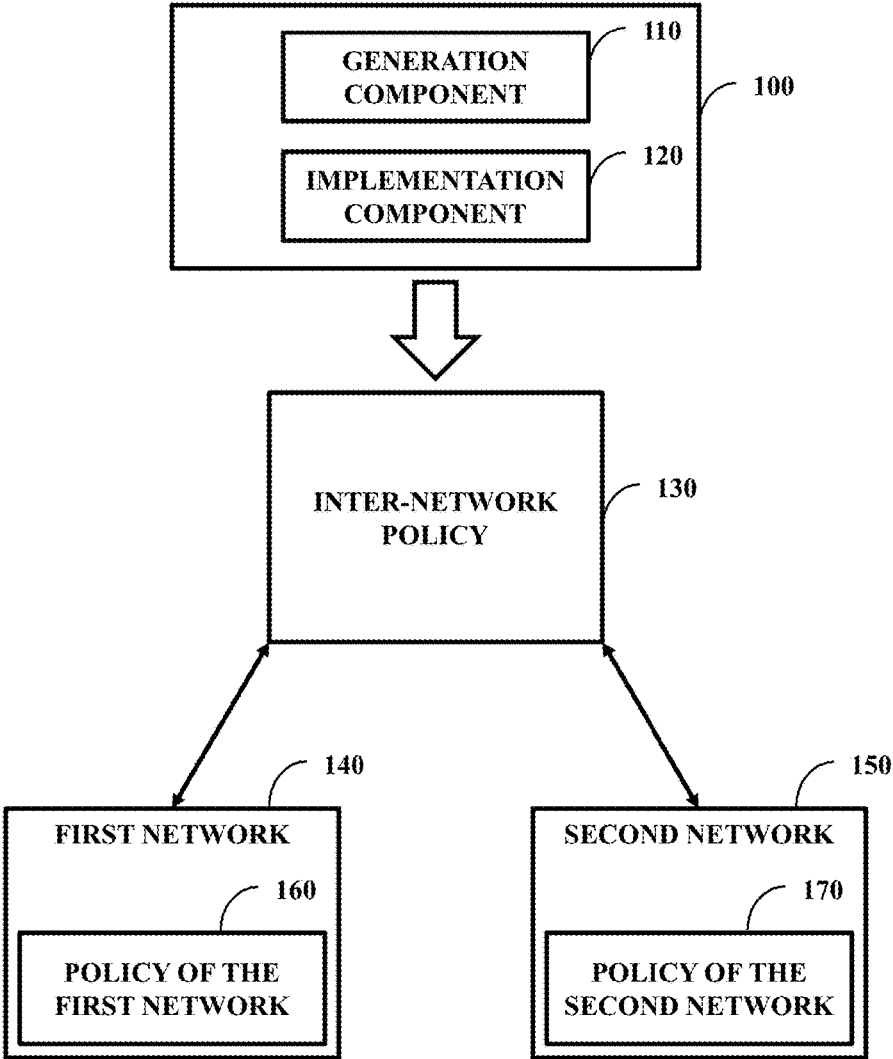 110
GENERATION
COMPONENT
100
120
IMPLEMENTATION
COMPONENT
INTER-NETWORK
POLICY
130
140
FIRST NETWORK
160
POLICY OF THE
FIRST NETWORK
150
SECOND NETWORK
170
POLICY OF THE
SECOND NETWORK